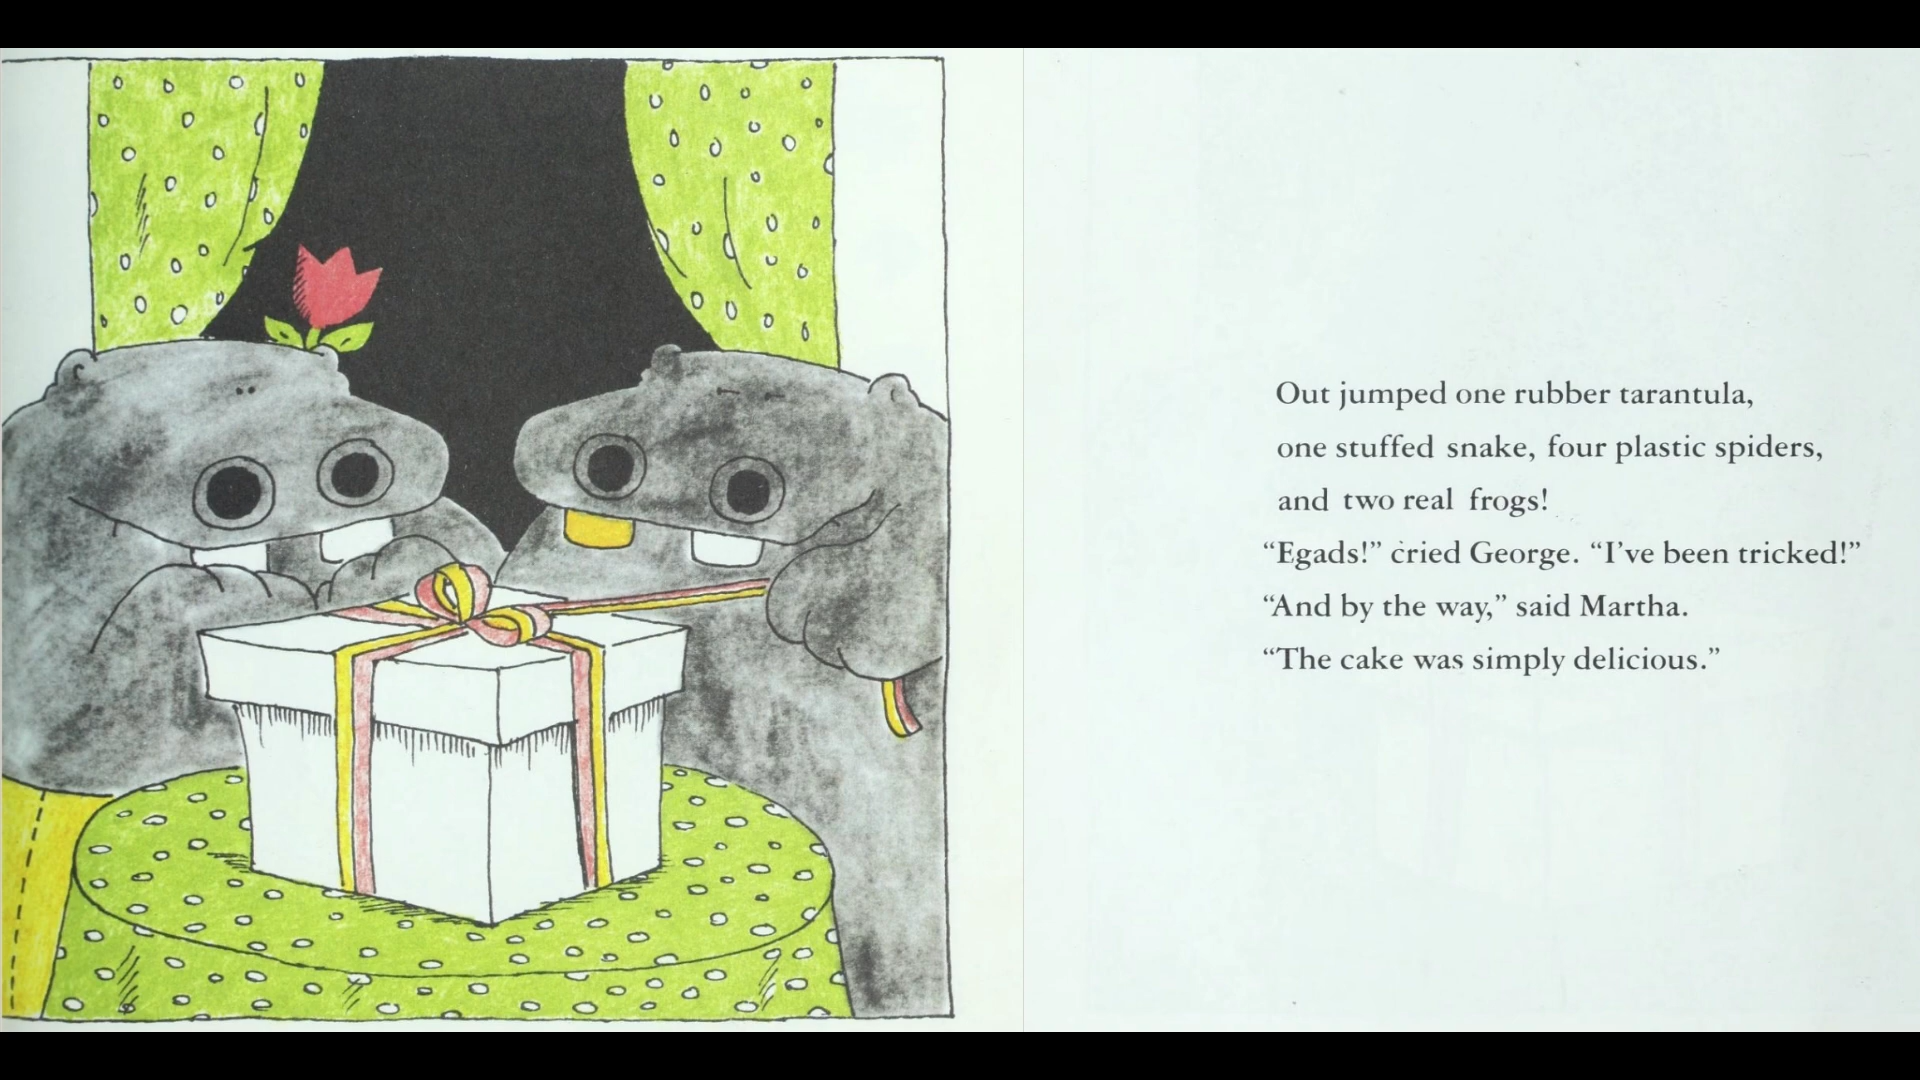 Out jumped one rubber tarantula,
one stuffed snake, four plastic spiders,
and two real frogs!
“Egads!” cried George. “I’ve been tricked!”
“And by the way,” said Martha.
“The cake was simply delicious.”